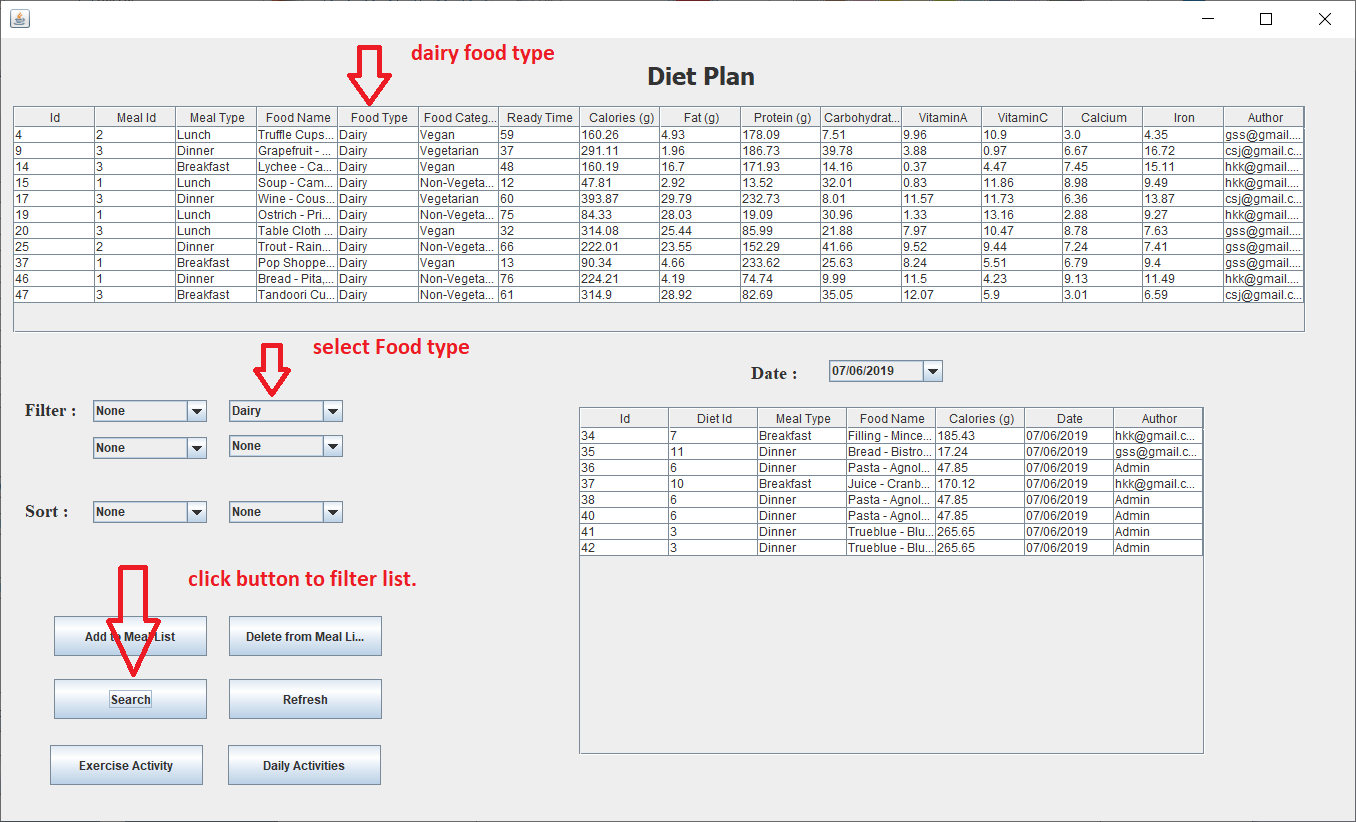 dairy food type
Diet Plan
Id Meal Id Meal Type Food Name Food Type Food Categ... Ready Time Calories (g) Fat (g) Protein (g) Carbohydrat... VitaminA VitaminC Calcium Iron Author
4 2 Lunch Truffle Cups... Dairy Vegan 59 160.26 4.93 178.09 7.51 9.96 10.9 3.0 4.35 gss@gmail....
9 3 Dinner Grapefruit - ... Dairy Vegetarian 37 291.11 1.96 186.73 39.78 3.88 0.97 6.67 16.72 csj@gmail.c...
14 3 Breakfast Lychee - Ca... Dairy Vegan 48 160.19 16.7 171.93 14.16 0.37 4.47 7.45 15.11 hkk@gmail....
15 1 Lunch Soup - Cam... Dairy Non-Vegeta... 12 47.81 2.92 13.52 32.01 0.83 11.86 8.98 9.49 hkk@gmail....
17 3 Dinner Wine - Cous... Dairy Vegetarian 60 393.87 29.79 232.73 8.01 11.57 11.73 6.36 13.87 csj@gmail.c...
19 1 Lunch Ostrich - Pri... Dairy Non-Vegeta... 75 84.33 28.03 19.09 30.96 1.33 13.16 2.88 9.27 hkk@gmail....
20 3 Lunch Table Cloth ... Dairy Vegan 32 314.08 25.44 85.99 21.88 7.97 10.47 8.78 7.63 gss@gmail....
25 2 Dinner Trout - Rain... Dairy Non-Vegeta... 66 222.01 23.55 152.29 41.66 9.52 9.44 7.24 7.41 gss@gmail....
37 1 Breakfast Pop Shoppe... Dairy Vegan 13 90.34 4.66 233.62 25.63 8.24 5.51 6.79 9.4 gss@gmail....
46 1 Dinner Bread - Pita,... Dairy Non-Vegeta... 76 224.21 4.19 74.74 9.99 11.5 4.23 9.13 11.49 hkk@gmail....
47 3 Breakfast Tandoori Cu... Dairy Non-Vegeta... 61 314.9 28.92 82.69 35.05 12.07 5.9 3.01 6.59 csj@gmail.c...
select Food type
Date : 07/06/2019
Filter : None Dairy
None None
Sort : None None
click button to filter list.
Add to Meal List Delete from Meal Li...
Search Refresh
Exercise Activity Daily Activities
Id Diet Id Meal Type Food Name Calories (g) Date Author
34 7 Breakfast Filling - Mince... 185.43 07/06/2019 hkk@gmail.c...
35 11 Dinner Bread - Bistro... 17.24 07/06/2019 gss@gmail.c...
36 6 Dinner Pasta - Agnol... 47.85 07/06/2019 Admin
37 10 Breakfast Juice - Cranb... 170.12 07/06/2019 hkk@gmail.c...
38 6 Dinner Pasta - Agnol... 47.85 07/06/2019 Admin
40 6 Dinner Pasta - Agnol... 47.85 07/06/2019 Admin
41 3 Dinner Trueblue - Blu... 265.65 07/06/2019 Admin
42 3 Dinner Trueblue - Blu... 265.65 07/06/2019 Admin